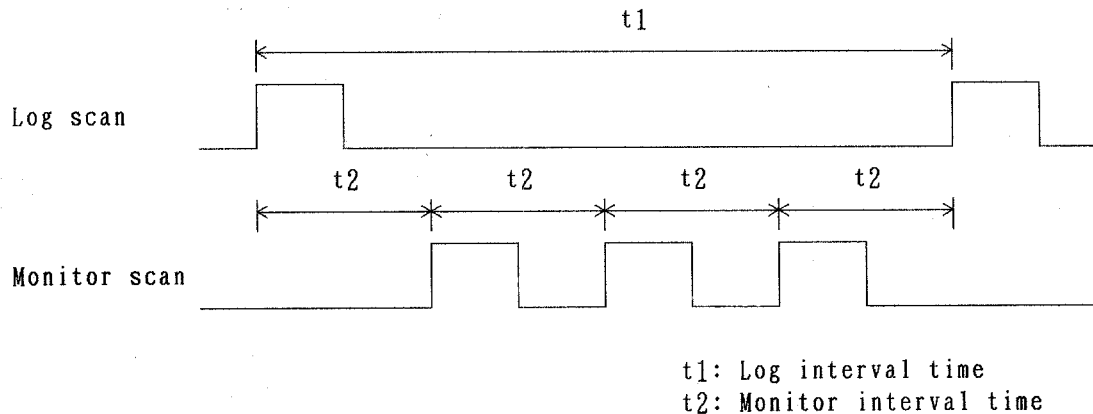 t1
Log scan
t2 t2 t2 t2
Monitor scan
t1: Log interval time
t2: Monitor interval time